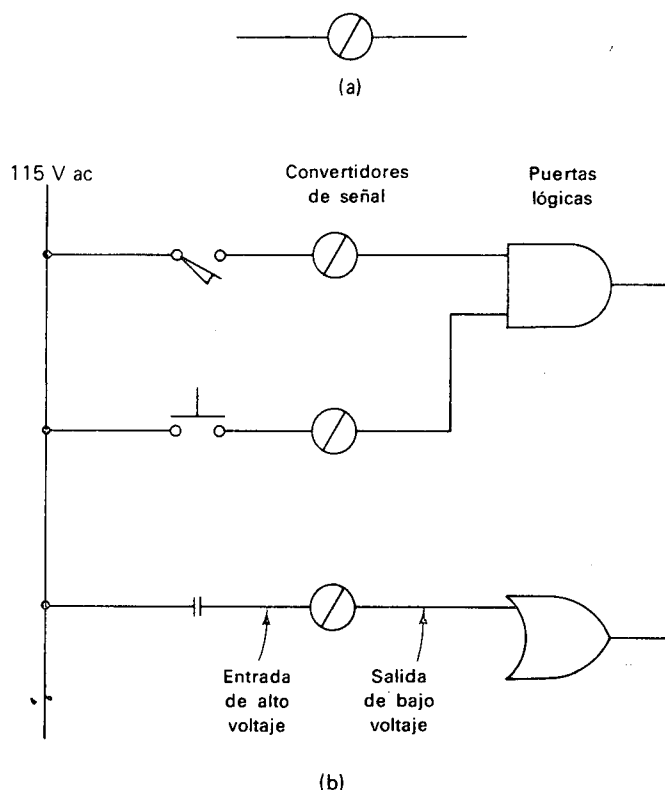 (a)
115 V ac
Convertidores
de señal
Puertas
lógicas
Entrada
de alto
voltaje
Salida
de bajo
voltaje
(b)